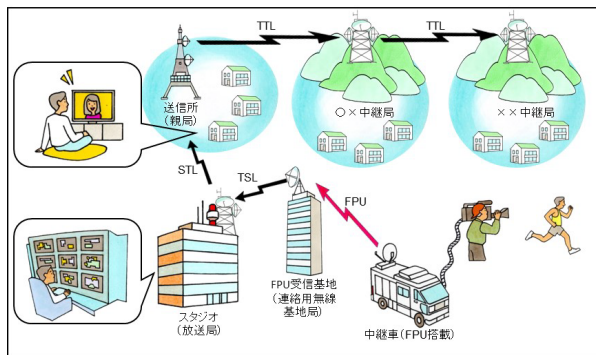 TTL
TTL
送信所
(親局)
○×中継局
××中継局
STL
TSL
FPU
スタジオ
(放送局)
FPU受信基地
(連絡用無線
基地局)
中継車(FPU搭載)